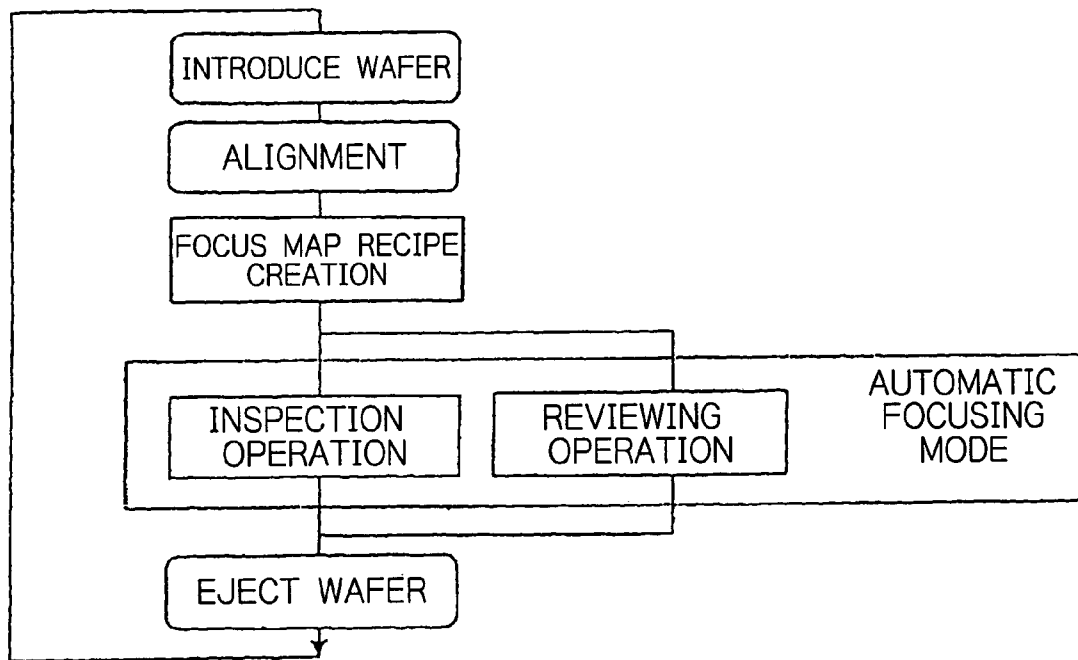 INTRODUCE WAFER
ALIGNMENT
FOCUS MAP RECIPE
CREATION
INSPECTION
OPERATION
REVIEWING
OPERATION
AUTOMATIC
FOCUSING
MODE
EJECT WAFER